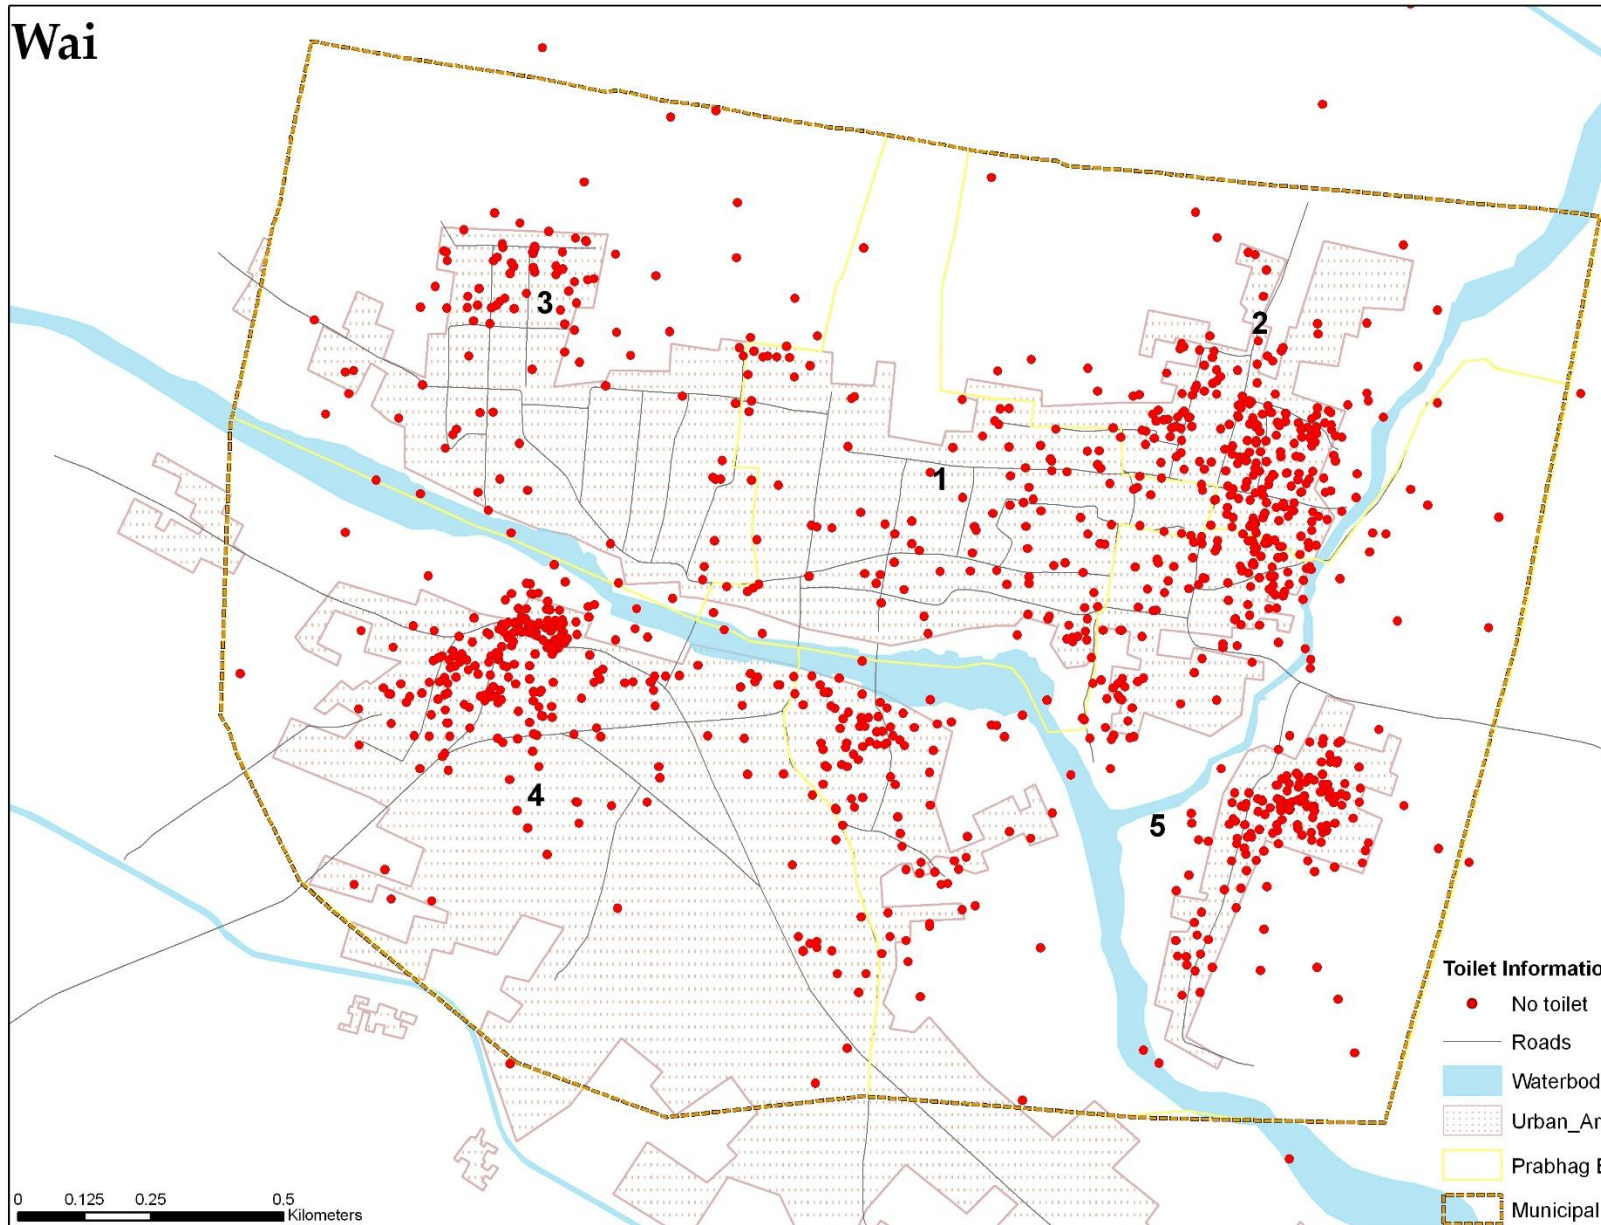 Wai
3
2
1
4
5
Toilet Informatio
No toilet
Roads
Waterbod
Urban_Ar
Prabhag E
Municipal
0 0.125 0.25 0.5
Kilometers